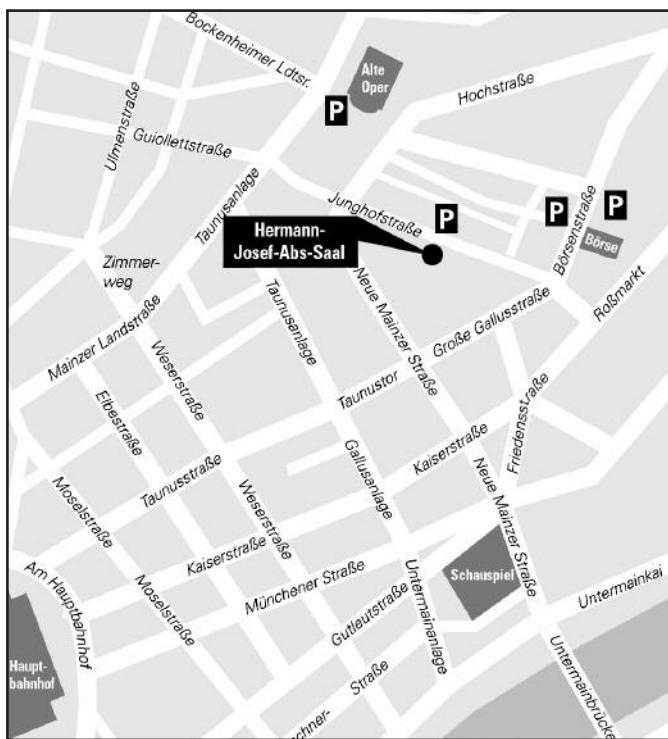 Bockenheimer Ldtsr.
Alte
Oper
Hochstraße
P
Ulmenstraße
Guiollettstraße
Taunusanlage
Junghofstraße
P
P
P
Börsenstraße
Börse
Hermann-
Josef-Abs-Saal
Zimmer-
weg
Roßmarkt
Taunusanlage
Neue Mainzer Straße
Große Gallusstraße
Mainzer Landstraße
Weserstraße
Elbestraße
Taunustor
Friedensstraße
Kaiserstraße
Gallusanlage
Taunusstraße
Moselstraße
Weserstraße
Neue Mainzer Straße
Kaiserstraße
Münchener Straße
Am Hauptbahnhof
Moselstraße
Gutleutstraße
Untermainanlage
Schauspiel
Untermainkai
Haupt-
bahnhof
Straße
chner-
Untermainbrücke